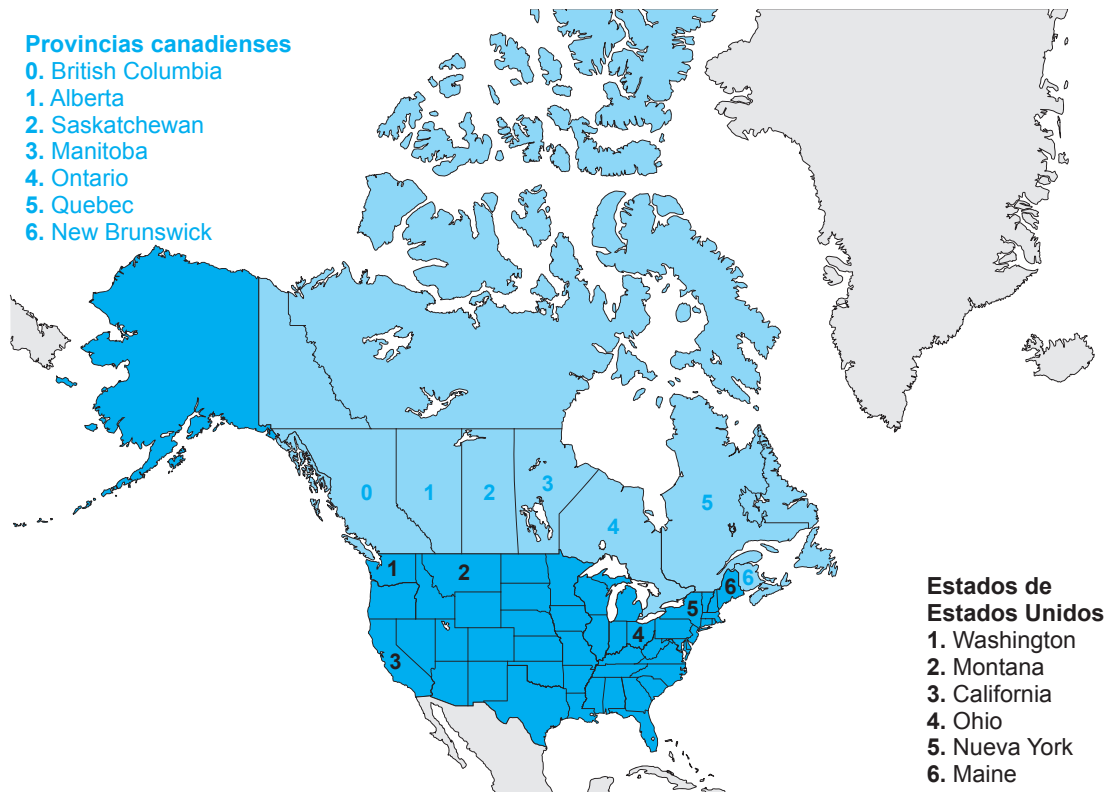 Provincias canadienses
0. British Columbia
1. Alberta
2. Saskatchewan
3. Manitoba
4. Ontario
5. Quebec
6. New Brunswick
0
1
2
3
4
5
6
1
2
3
4
5
6
Estados de
Estados Unidos
1. Washington
2. Montana
3. California
4. Ohio
5. Nueva York
6. Maine